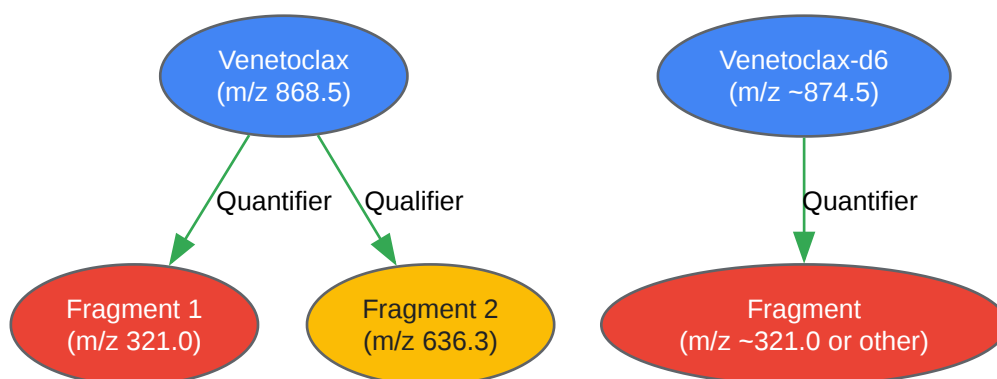 Venetoclax
(m/z 868.5)
Venetoclax-d6
(m/z ~874.5)
Quantifier
Qualifier
Quantifier
Fragment 1
(m/z 321.0)
Fragment 2
(m/z 636.3)
Fragment
(m/z ~321.0 or other)